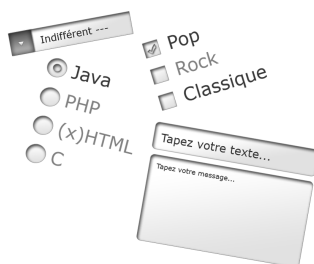 Indifférent ---
Java
PHP
(x)HTML
C
Pop
Rock
Classique
Tapez votre texte...
Tapez votre message...